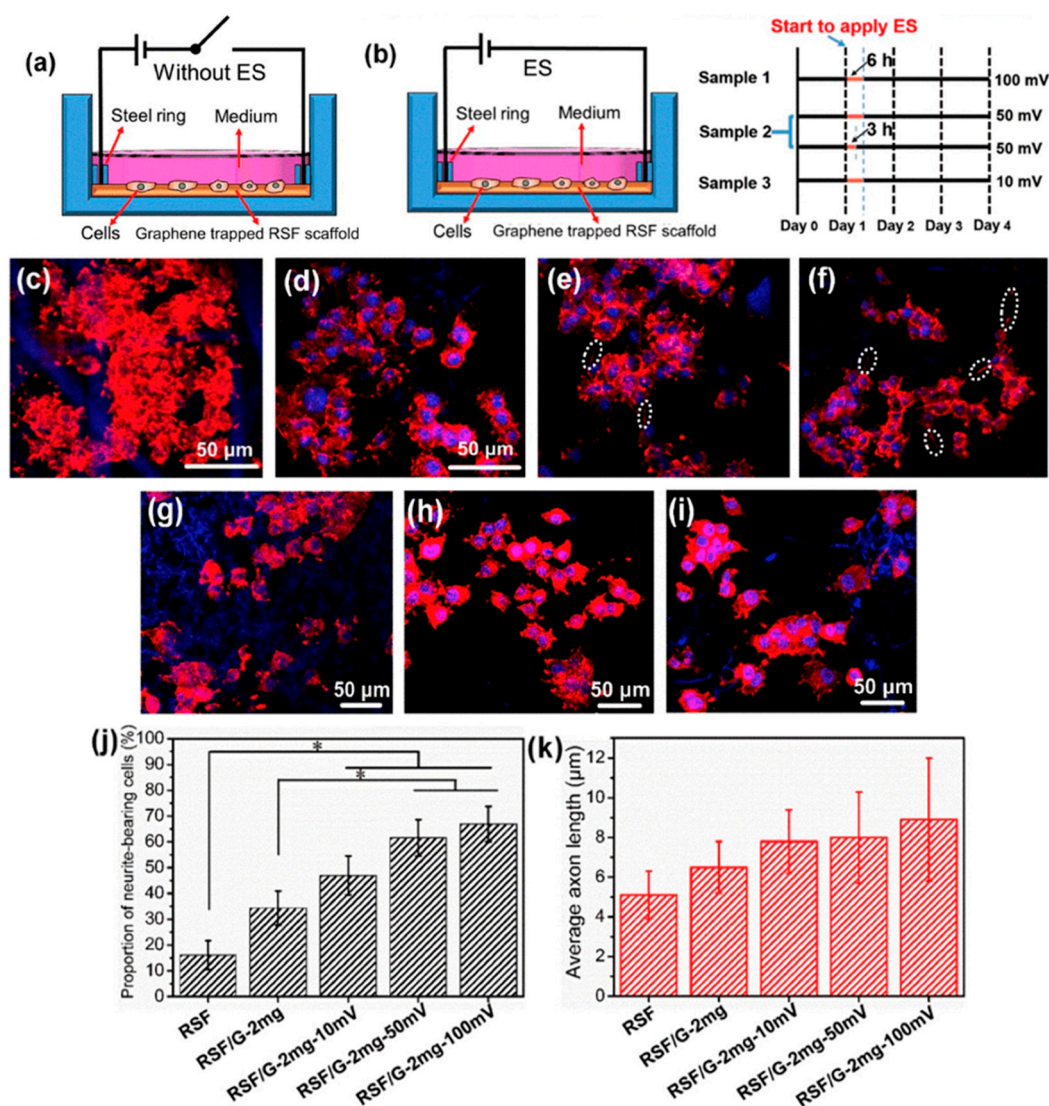 (a)
Without ES
Steel ring
Medium
Cells
Graphene trapped RSF scaffold
(b)
ES
Steel ring
Medium
Cells
Graphene trapped RSF scaffold
Start to apply ES
6 h
Sample 1
100 mV
50 mV
Sample 2
3 h
50 mV
Sample 3
10 mV
Day 0 Day 1 Day 2 Day 3 Day 4
(c)
50 µm
(d)
50 µm
(e)
(f)
(g)
50 µm
(h)
50 µm
(i)
50 µm
(j)
Proportion of neurite-bearing cells (%)
100
90
80
70
60
50
40
30
20
10
0
*
*
RSF
RSF/G-2mg
RSF/G-2mg-10mV
RSF/G-2mg-50mV
RSF/G-2mg-100mV
(k)
Average axon length (µm)
12
10
8
6
4
2
0
RSF
RSF/G-2mg
RSF/G-2mg-10mV
RSF/G-2mg-50mV
RSF/G-2mg-100mV